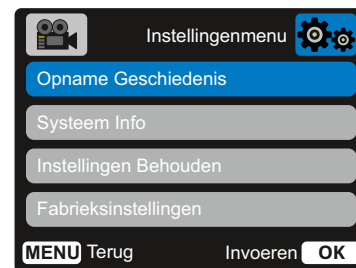 Instellingenmenu
Opname Geschiedenis
Systeem Info
Instellingen Behouden
Fabrieksinstellingen
MENU Terug Invoeren OK